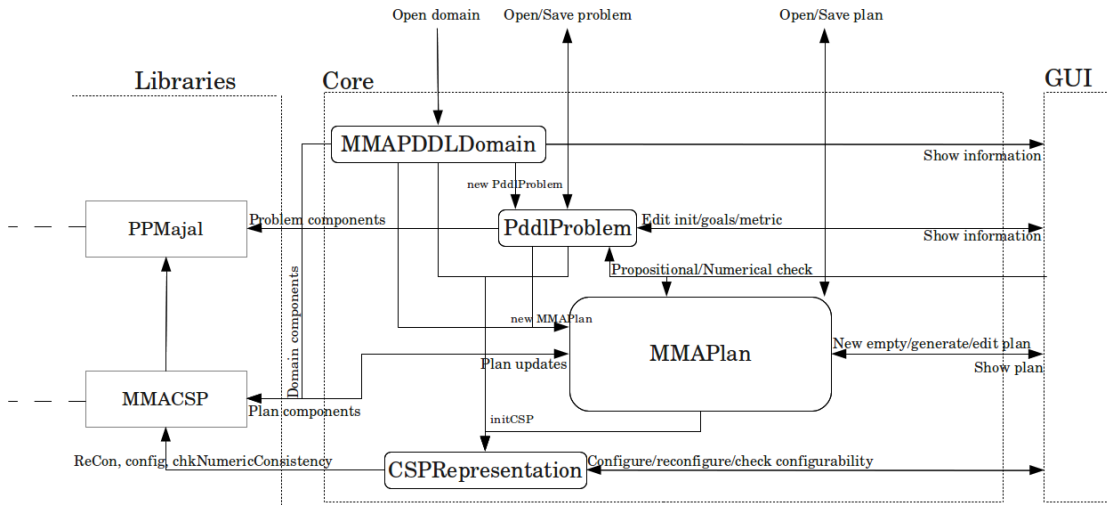 Open domain
Open/Save problem
Open/Save plan
Libraries
Core
GUI
MMAPDDLDomain
Show information
new PddlProblem
PPMajal
Problem components
PddlProblem
Edit init/goals/metric
Show information
Propositional/Numerical check
Domain components
new MMAPlan
MMAPlan
New empty/generate/edit plan
Plan updates
Show plan
MMACSP
Plan components
initCSP
ReCon, config, chkNumericConsistency
CSPRepresentation
Configure/reconfigure/check configurability